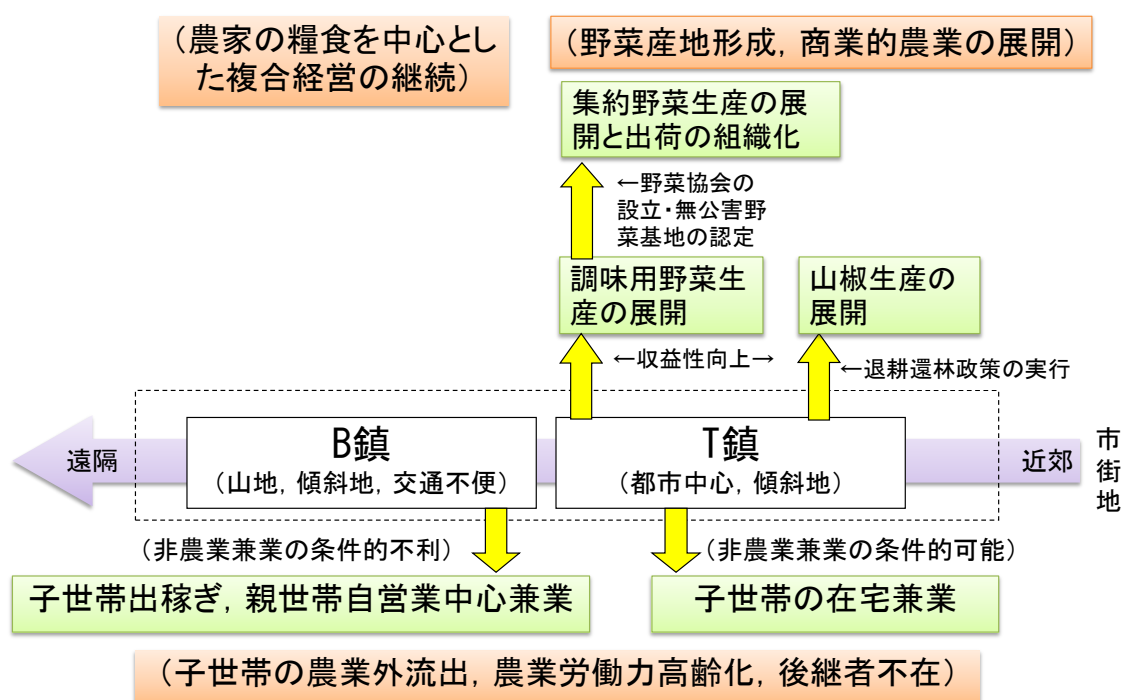 （農家の糧食を中心とし
た複合経営の継続）
（野菜産地形成，商業的農業の展開）
集約野菜生産の展
開と出荷の組織化
←野菜協会の
設立・無公害野
菜基地の認定
調味用野菜生
産の展開
山椒生産の
展開
←収益性向上→
←退耕還林政策の実行
遠隔
B鎮
（山地，傾斜地，交通不便）
T鎮
（都市中心，傾斜地）
近郊
市街地
（非農業兼業の条件的不利）
（非農業兼業の条件的可能）
子世帯出稼ぎ，親世帯自営業中心兼業
子世帯の在宅兼業
（子世帯の農業外流出，農業労働力高齢化，後継者不在）